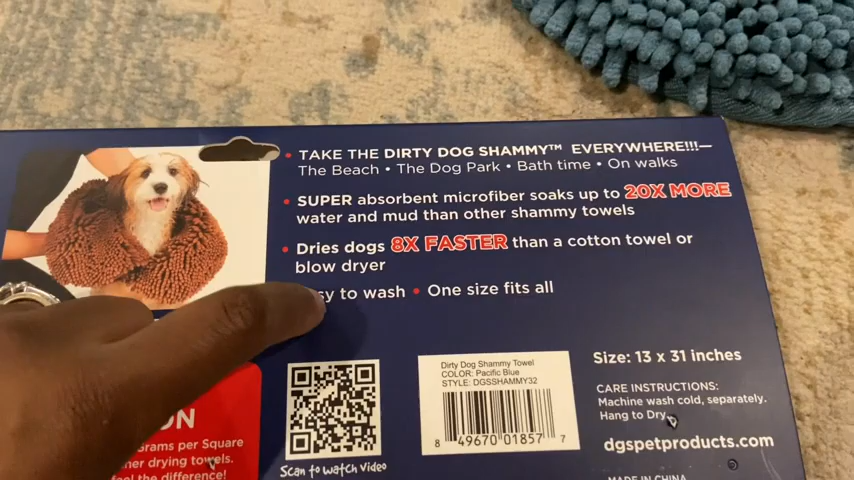 • TAKE THE DIRTY DOG SHAMMY™ EVERYWHERE!!!—
The Beach • The Dog Park • Bath time • On walks
• SUPER absorbent microfiber soaks up to 20X MORE
water and mud than other shammy towels
• Dries dogs 8X FASTER than a cotton towel or
blow dryer
to wash • One size fits all
Dirty Dog Shammy Towel
COLOR: Pacific Blue
STYLE: DGSSHAMMY32
8 49670 01857 7
Size: 13 x 31 inches
CARE INSTRUCTIONS:
Machine wash cold, separately.
Hang to Dry.
dgspetproducts.com
MADE IN CHINA
Grams per Square
drying towels.
the difference!
Scan to watch video